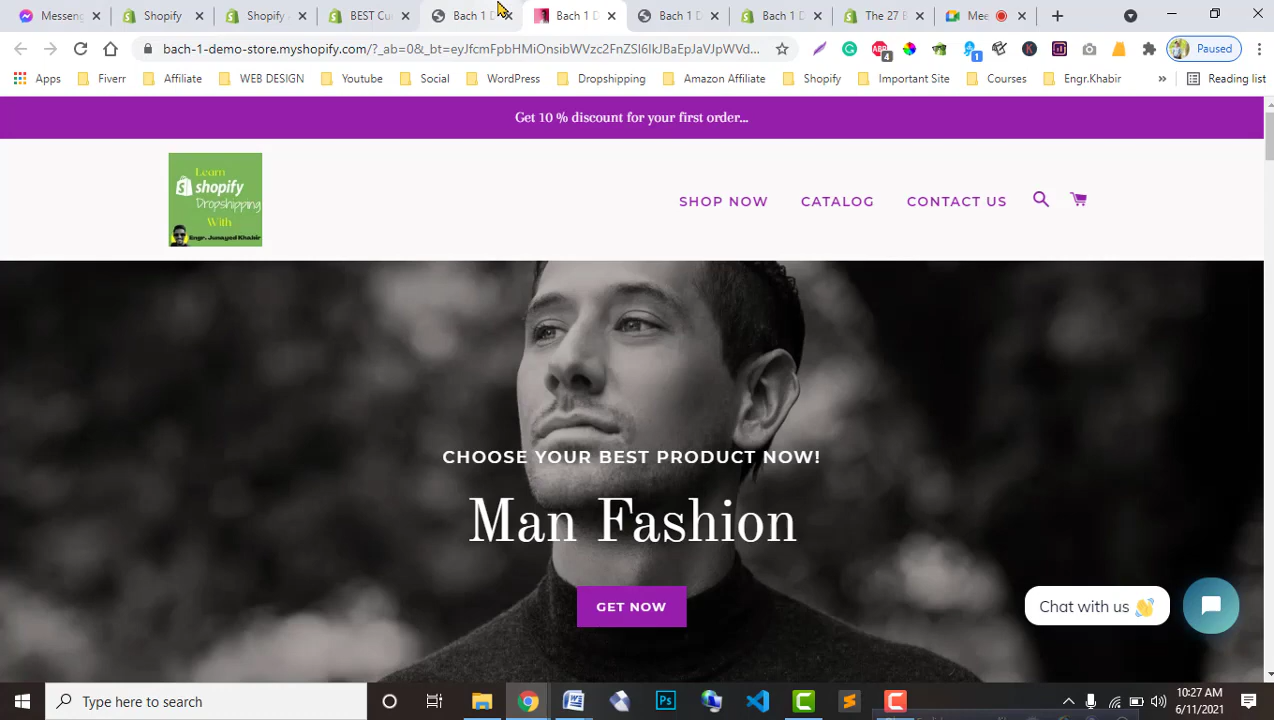 Messeng
Shopify
Shopify
BEST Cu
Bach 1 D
Bach 1 D
Bach 1 D
Bach 1 D
The 27 B
Mee
bach-1-demo-store.myshopify.com/?_ab=0&_bt=eyJfcmFpbHMiOnsibWVzc2FnZSI6IkJBaEpJaVJpWVd...
4
1
Paused
Apps
Fiverr
Affiliate
WEB DESIGN
Youtube
Social
WordPress
Dropshipping
Amazon Affiliate
Shopify
Important Site
Courses
Engr.Khabir
»
Reading list
Get 10 % discount for your first order...
Learn
shopify
Dropshipping
With
Engr. Junayed Khabir
SHOP NOW
CATALOG
CONTACT US
CHOOSE YOUR BEST PRODUCT NOW!
Man Fashion
GET NOW
Chat with us 👋
Type here to search
10:27 AM
6/11/2021